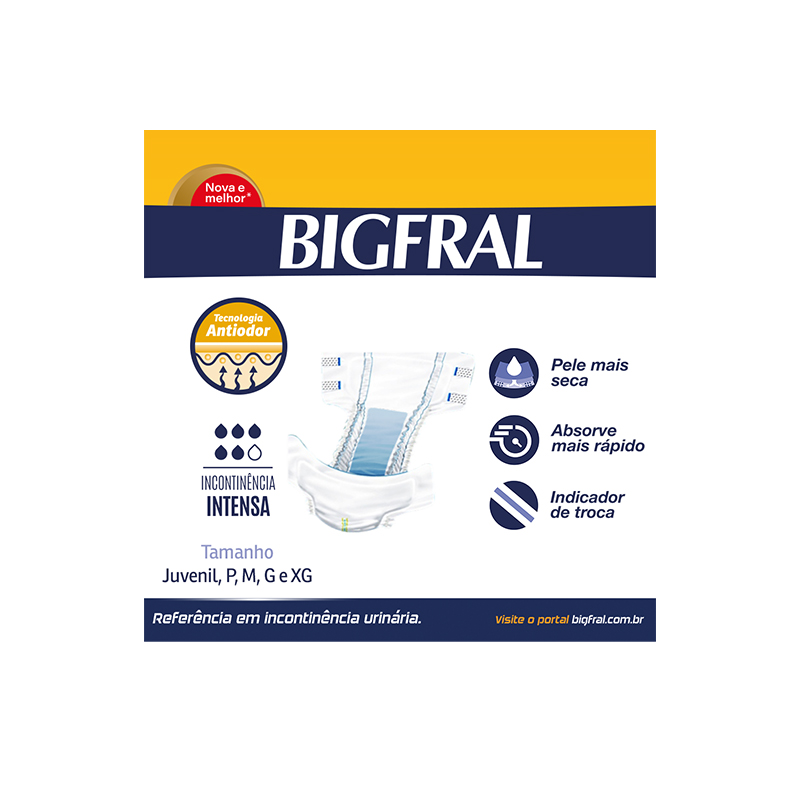 Nova e
melhor*
BIGFRAL
Tecnologia
Antiodor
INCONTINÊNCIA
INTENSA
Tamanho
Juvenil, P, M, G e XG
Pele mais
seca
Absorve
mais rápido
Indicador
de troca
Referência em incontinência urinária.
Visite o portal bigfral.com.br